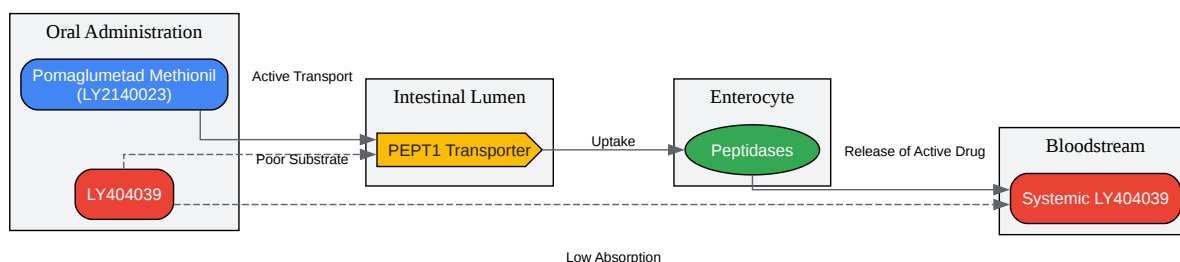 Oral Administration
Pomaglumetad Methionil
(LY2140023)
LY404039
Active Transport
Poor Substrate
Intestinal Lumen
PEPT1 Transporter
Uptake
Enterocyte
Peptidases
Release of Active Drug
Bloodstream
Systemic LY404039
Low Absorption